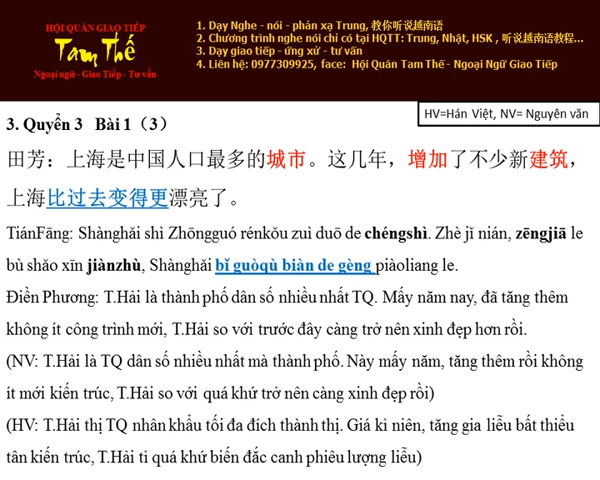 HỘI QUÁN GIAO TIẾP
Tam Thế
Ngoại ngữ - Giao Tiếp - Tư vấn
1. Dạy Nghe - nói - phản xạ Trung, 教你听说越南语
2. Chương trình nghe nói chỉ có tại HQTT: Trung, Nhật, HSK , 听说越南语教程...
3. Dạy giao tiếp - ứng xử - tư vấn
4. Liên hệ: 0977309925, face: Hội Quán Tam Thế - Ngoại Ngữ Giao Tiếp
HV=Hán Việt, NV= Nguyên văn
3. Quyển 3 Bài 1（3）
田芳：上海是中国人口最多的城市。这几年，增加了不少新建筑，
上海比过去变得更漂亮了。
TiánFāng: Shànghǎi shì Zhōngguó rénkǒu zuì duō de chéngshì. Zhè jǐ nián, zēngjiā le
bù shǎo xīn jiànzhù, Shànghǎi bǐ guòqù biàn de gèng piàoliang le.
Điền Phương: T.Hải là thành phố dân số nhiều nhất TQ. Mấy năm nay, đã tăng thêm
không ít công trình mới, T.Hải so với trước đây càng trở nên xinh đẹp hơn rồi.
(NV: T.Hải là TQ dân số nhiều nhất mà thành phố. Này mấy năm, tăng thêm rồi không
ít mới kiến trúc, T.Hải so với quá khứ trở nên càng xinh đẹp rồi)
(HV: T.Hải thị TQ nhân khẩu tối đa đích thành thị. Giá ki niên, tăng gia liễu bất thiểu
tân kiến trúc, T.Hải tỉ quá khứ biến đắc canh phiêu lượng liễu)